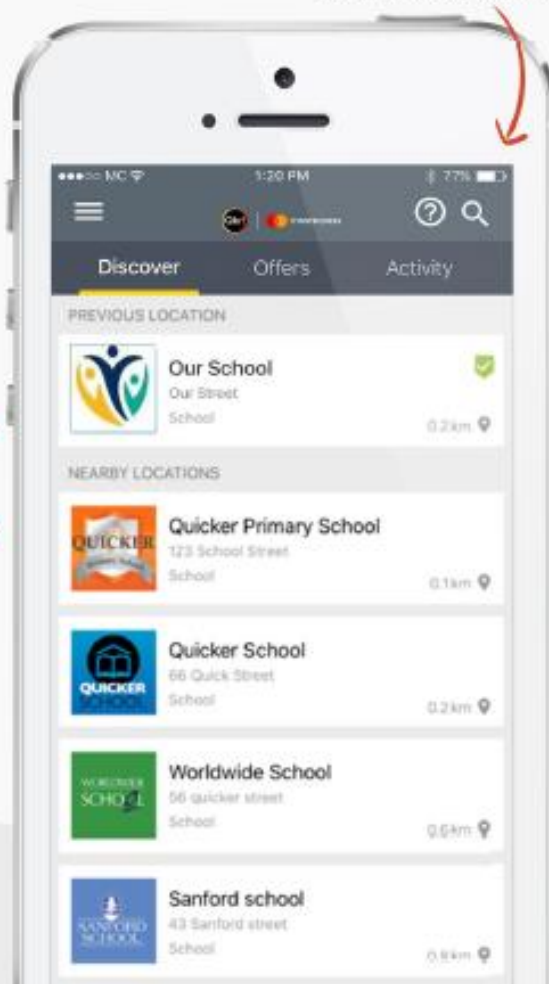 MC
1:20 PM
77%
Qkr!
Discover
Offers
Activity
PREVIOUS LOCATION
Our School
Our Street
School
0.2km
NEARBY LOCATIONS
QUICKER
Quicker Primary School
123 School Street
School
0.1km
QUICKER
SCHOOL
Quicker School
66 Quick Street
School
0.2km
WORLDWIDE
SCHOOL
Worldwide School
56 quicker street
School
0.6km
SANFORD
SCHOOL
Sanford school
43 Sanford street
School
0.9km